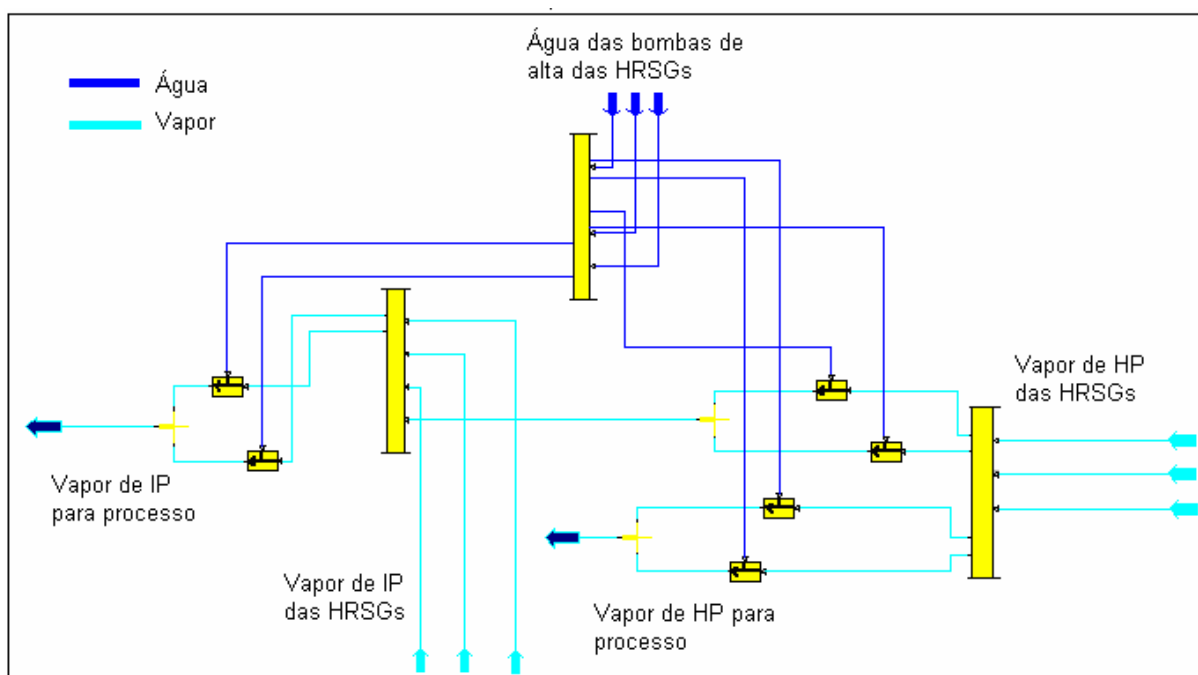 Água das bombas de
alta das HRSGs
Água
Vapor
Vapor de HP
das HRSGs
Vapor de IP
para processo
Vapor de IP
das HRSGs
Vapor de HP para
processo